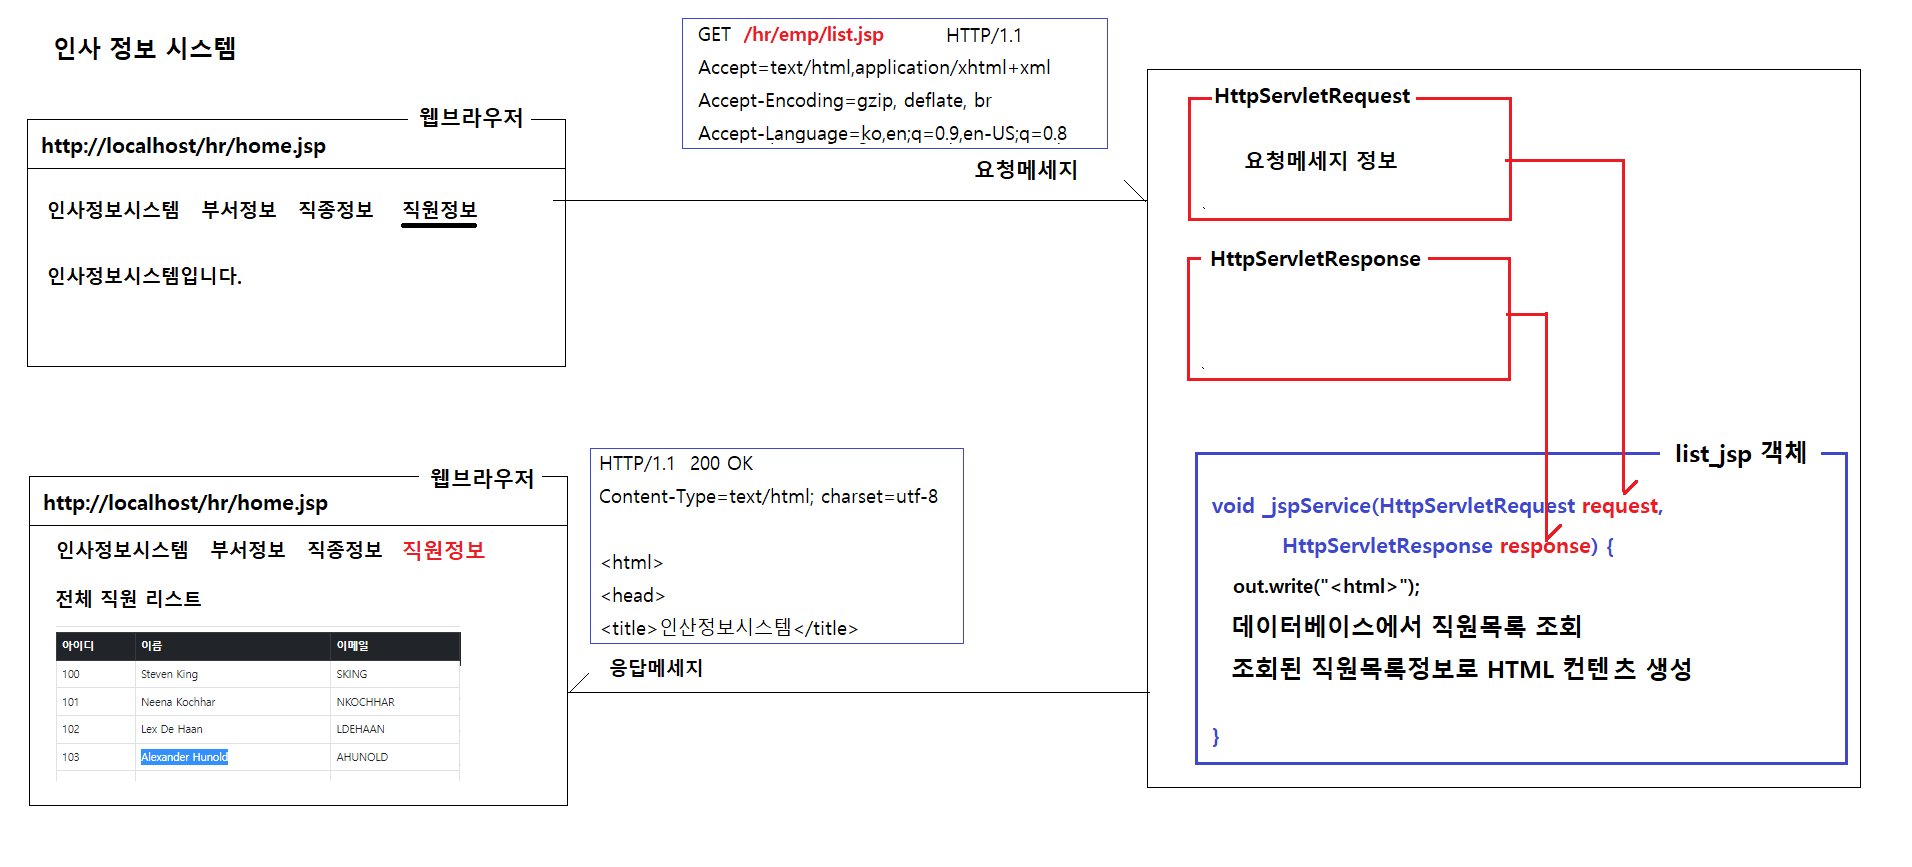 인사 정보 시스템
웹브라우저
http://localhost/hr/home.jsp
인사정보시스템 부서정보 직종정보 직원정보
인사정보시스템입니다.
GET /hr/emp/list.jsp HTTP/1.1
Accept=text/html,application/xhtml+xml
Accept-Encoding=gzip, deflate, br
Accept-Language=ko,en;q=0.9,en-US;q=0.8
요청메세지
HttpServletRequest
요청메세지 정보
HttpServletResponse
list_jsp 객체
void _jspService(HttpServletRequest request,
HttpServletResponse response) {
out.write("<html>");
데이터베이스에서 직원목록 조회
조회된 직원목록정보로 HTML 컨텐츠 생성
}
HTTP/1.1 200 OK
Content-Type=text/html; charset=utf-8
<html>
<head>
<title>인산정보시스템</title>
응답메세지
웹브라우저
http://localhost/hr/home.jsp
인사정보시스템 부서정보 직종정보 직원정보
전체 직원 리스트
아이디 이름 이메일
100 Steven King SKING
101 Neena Kochhar NKOCHHAR
102 Lex De Haan LDEHAAN
103 Alexander Hunold AHUNOLD